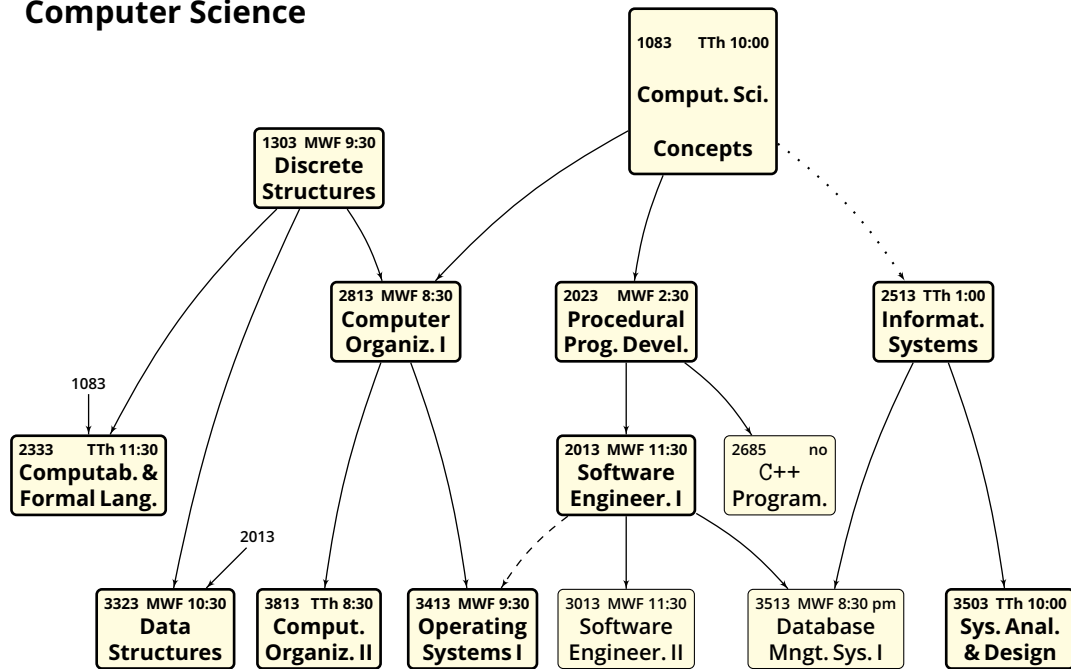 Computer Science
1083 TTh 10:00
Comput. Sci.
Concepts
1303 MWF 9:30
Discrete
Structures
2813 MWF 8:30
Computer
Organiz. I
2023 MWF 2:30
Procedural
Prog. Devel.
2513 TTh 1:00
Informat.
Systems
1083
2333 TTh 11:30
Computab. &
Formal Lang.
2013 MWF 11:30
Software
Engineer. I
2685 no
C++
Program.
2013
3323 MWF 10:30
Data
Structures
3813 TTh 8:30
Comput.
Organiz. II
3413 MWF 9:30
Operating
Systems I
3013 MWF 11:30
Software
Engineer. II
3513 MWF 8:30 pm
Database
Mngt. Sys. I
3503 TTh 10:00
Sys. Anal.
& Design